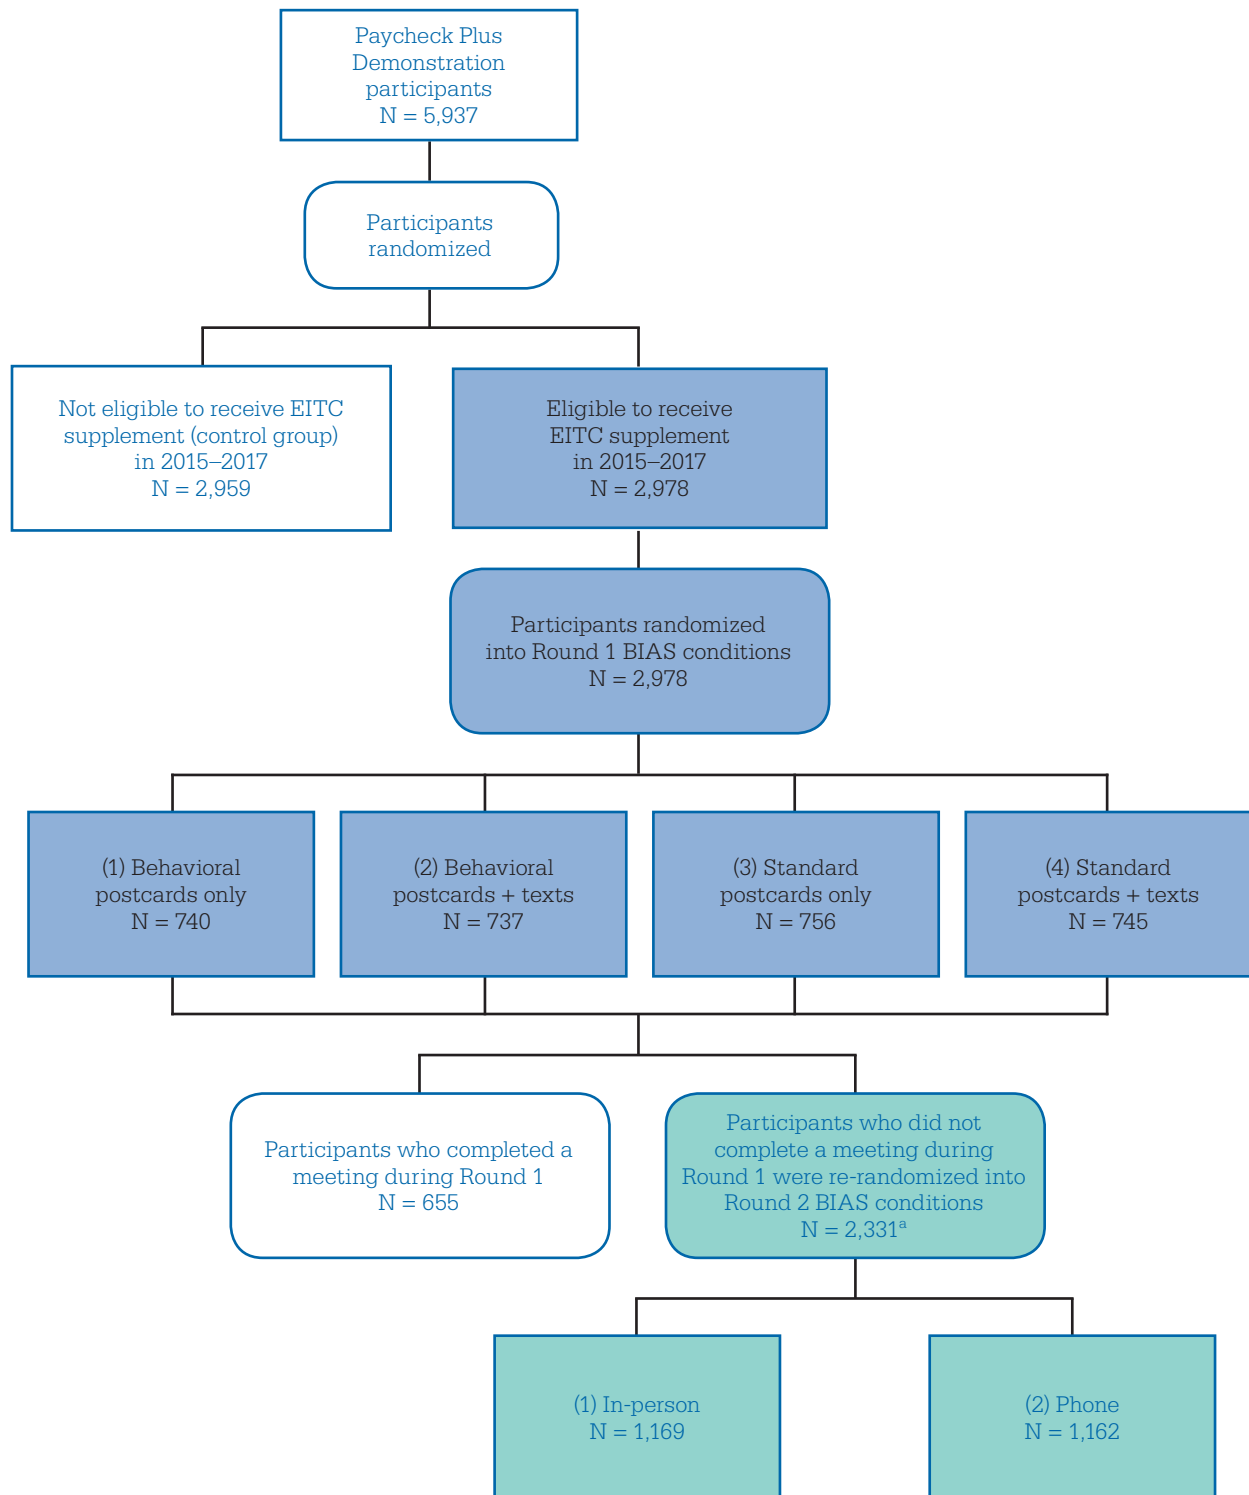 Paycheck Plus
Demonstration
participants
N = 5,937
Participants
randomized
Not eligible to receive EITC
supplement (control group)
in 2015–2017
N = 2,959
Eligible to receive
EITC supplement
in 2015–2017
N = 2,978
Participants randomized
into Round 1 BIAS conditions
N = 2,978
(1) Behavioral
postcards only
N = 740
(2) Behavioral
postcards + texts
N = 737
(3) Standard
postcards only
N = 756
(4) Standard
postcards + texts
N = 745
Participants who completed a
meeting during Round 1
N = 655
Participants who did not
complete a meeting during
Round 1 were re-randomized into
Round 2 BIAS conditions
N = 2,331ª
(1) In-person
N = 1,169
(2) Phone
N = 1,162